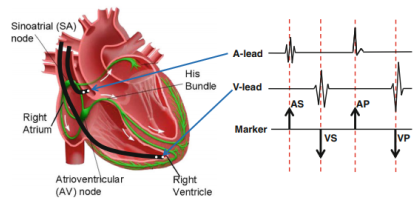 Sinoatrial (SA)
node
His
Bundle
Right
Atrium
Atrioventricular
(AV) node
Right
Ventricle
A-lead
V-lead
AS
AP
Marker
VS
VP